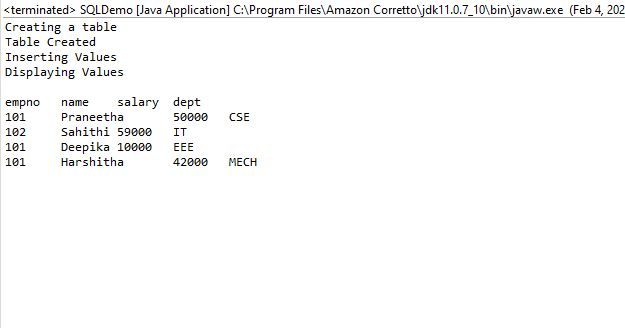 <terminated> SQLDemo [Java Application] C:\Program Files\Amazon Corretto\jdk11.0.7_10\bin\javaw.exe (Feb 4, 202
Creating a table
Table Created
Inserting Values
Displaying Values
empno name salary dept
101 Praneetha 50000 CSE
102 Sahithi 59000 IT
101 Deepika 10000 EEE
101 Harshitha 42000 MECH